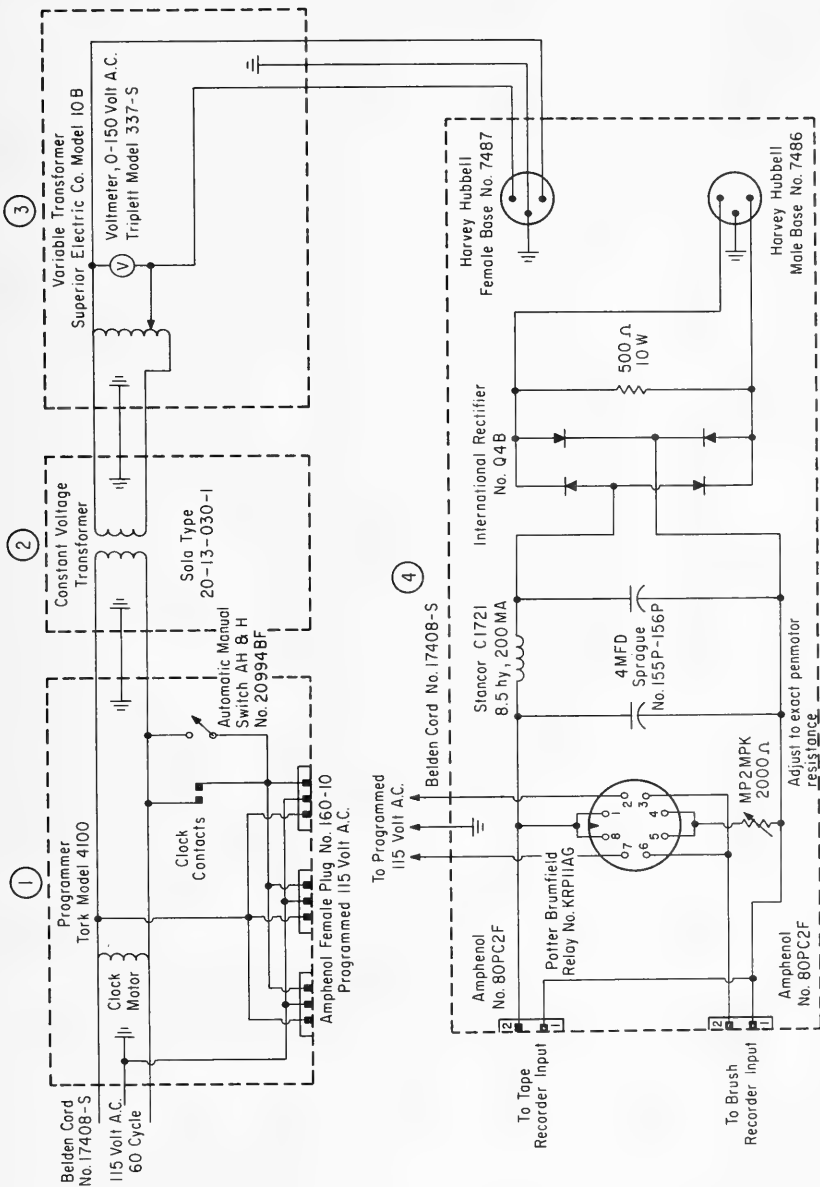 1
Programmer
Tork Model 4100
Belden Cord
No. 17408-S
115 Volt A.C.
60 Cycle
Clock
Motor
Clock
Contacts
Automatic Manual
Switch AH & H
No. 20994BF
Amphenol Female Plug No. 160-10
Programmed 115 Volt A.C.
2
Constant Voltage
Transformer
Sola Type
20-13-030-1
3
Variable Transformer
Superior Electric Co. Model 10B
Voltmeter, 0-150 Volt A.C.
Triplett Model 337-S
V
4
Belden Cord No. 17408-S
To Programmed
115 Volt A.C.
Amphenol
No. 80PC2F
Potter Brumfield
Relay No. KRP11AG
1
2
3
4
5
6
7
8
Stancor C1721
8.5 hy, 200 MA
4 MFD
Sprague
No. 155P-156P
International Rectifier
No. Q4B
500 Ω
10 W
Harvey Hubbell
Female Base No. 7487
Harvey Hubbell
Male Base No. 7486
MP2MPK
2000 Ω
Adjust to exact penmotor
resistance
2
1
To Tape
Recorder Input
2
1
To Brush
Recorder Input
Amphenol
No. 80PC2F